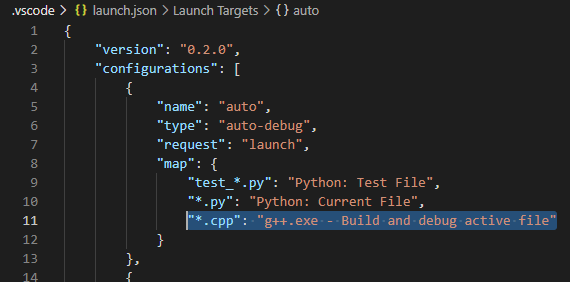 .vscode > {} launch.json > Launch Targets > {} auto
1 {
2 "version": "0.2.0",
3 "configurations": [
4 {
5 "name": "auto",
6 "type": "auto-debug",
7 "request": "launch",
8 "map": {
9 "test_*.py": "Python: Test File",
10 "*.py": "Python: Current File",
11 "*.cpp": "g++.exe - Build and debug active file"
12 }
13 },
14 {